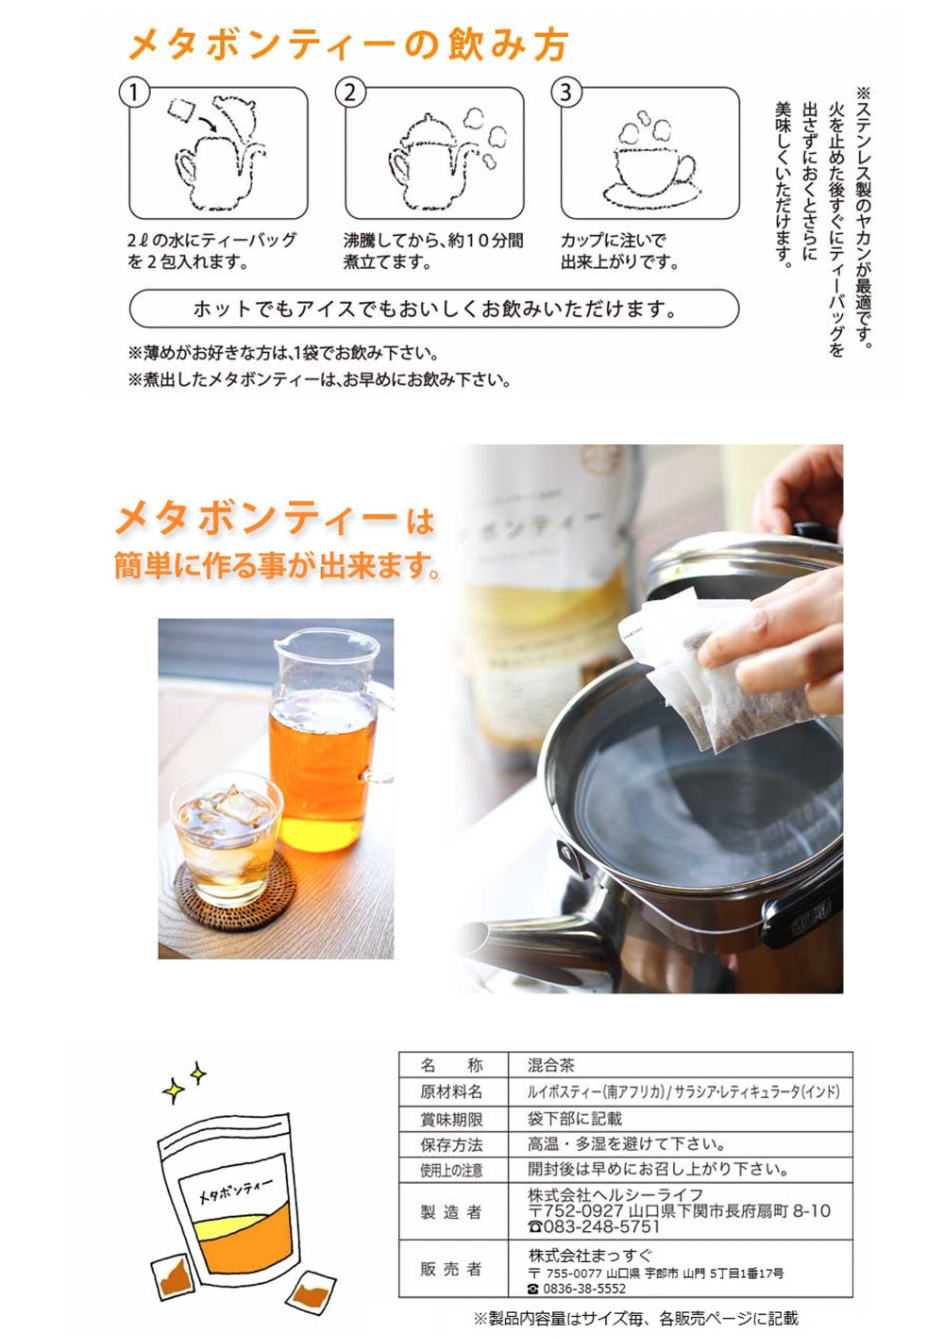 メタボンティーの飲み方
1
2
3
2ℓの水にティーバッグ
を2包入れます。
沸騰してから、約10分間
煮立てます。
カップに注いで
出来上がりです。
※ステンレス製のヤカンが最適です。
火を止めた後すぐにティーバッグを
出さずにおくとさらに
美味しくいただけます。
ホットでもアイスでもおいしくお飲みいただけます。
※薄めがお好きな方は、1袋でお飲み下さい。
※煮出したメタボンティーは、お早めにお飲み下さい。
メタボンティーは
簡単に作る事が出来ます。
ボンティー
メタボンティー
名 称 混合茶
原材料名 ルイボスティー(南アフリカ)/サラシア・レティキュラータ(インド)
賞味期限 袋下部に記載
保存方法 高温・多湿を避けて下さい。
使用上の注意 開封後は早めにお召し上がり下さい。
製造者 株式会社ヘルシーライフ
〒752-0927 山口県下関市長府扇町 8-10
☎083-248-5751
販売者 株式会社まっすぐ
〒 755-0077 山口県 宇部市 山門 5丁目1番17号
☎ 0836-38-5552
※製品内容量はサイズ毎、各販売ページに記載